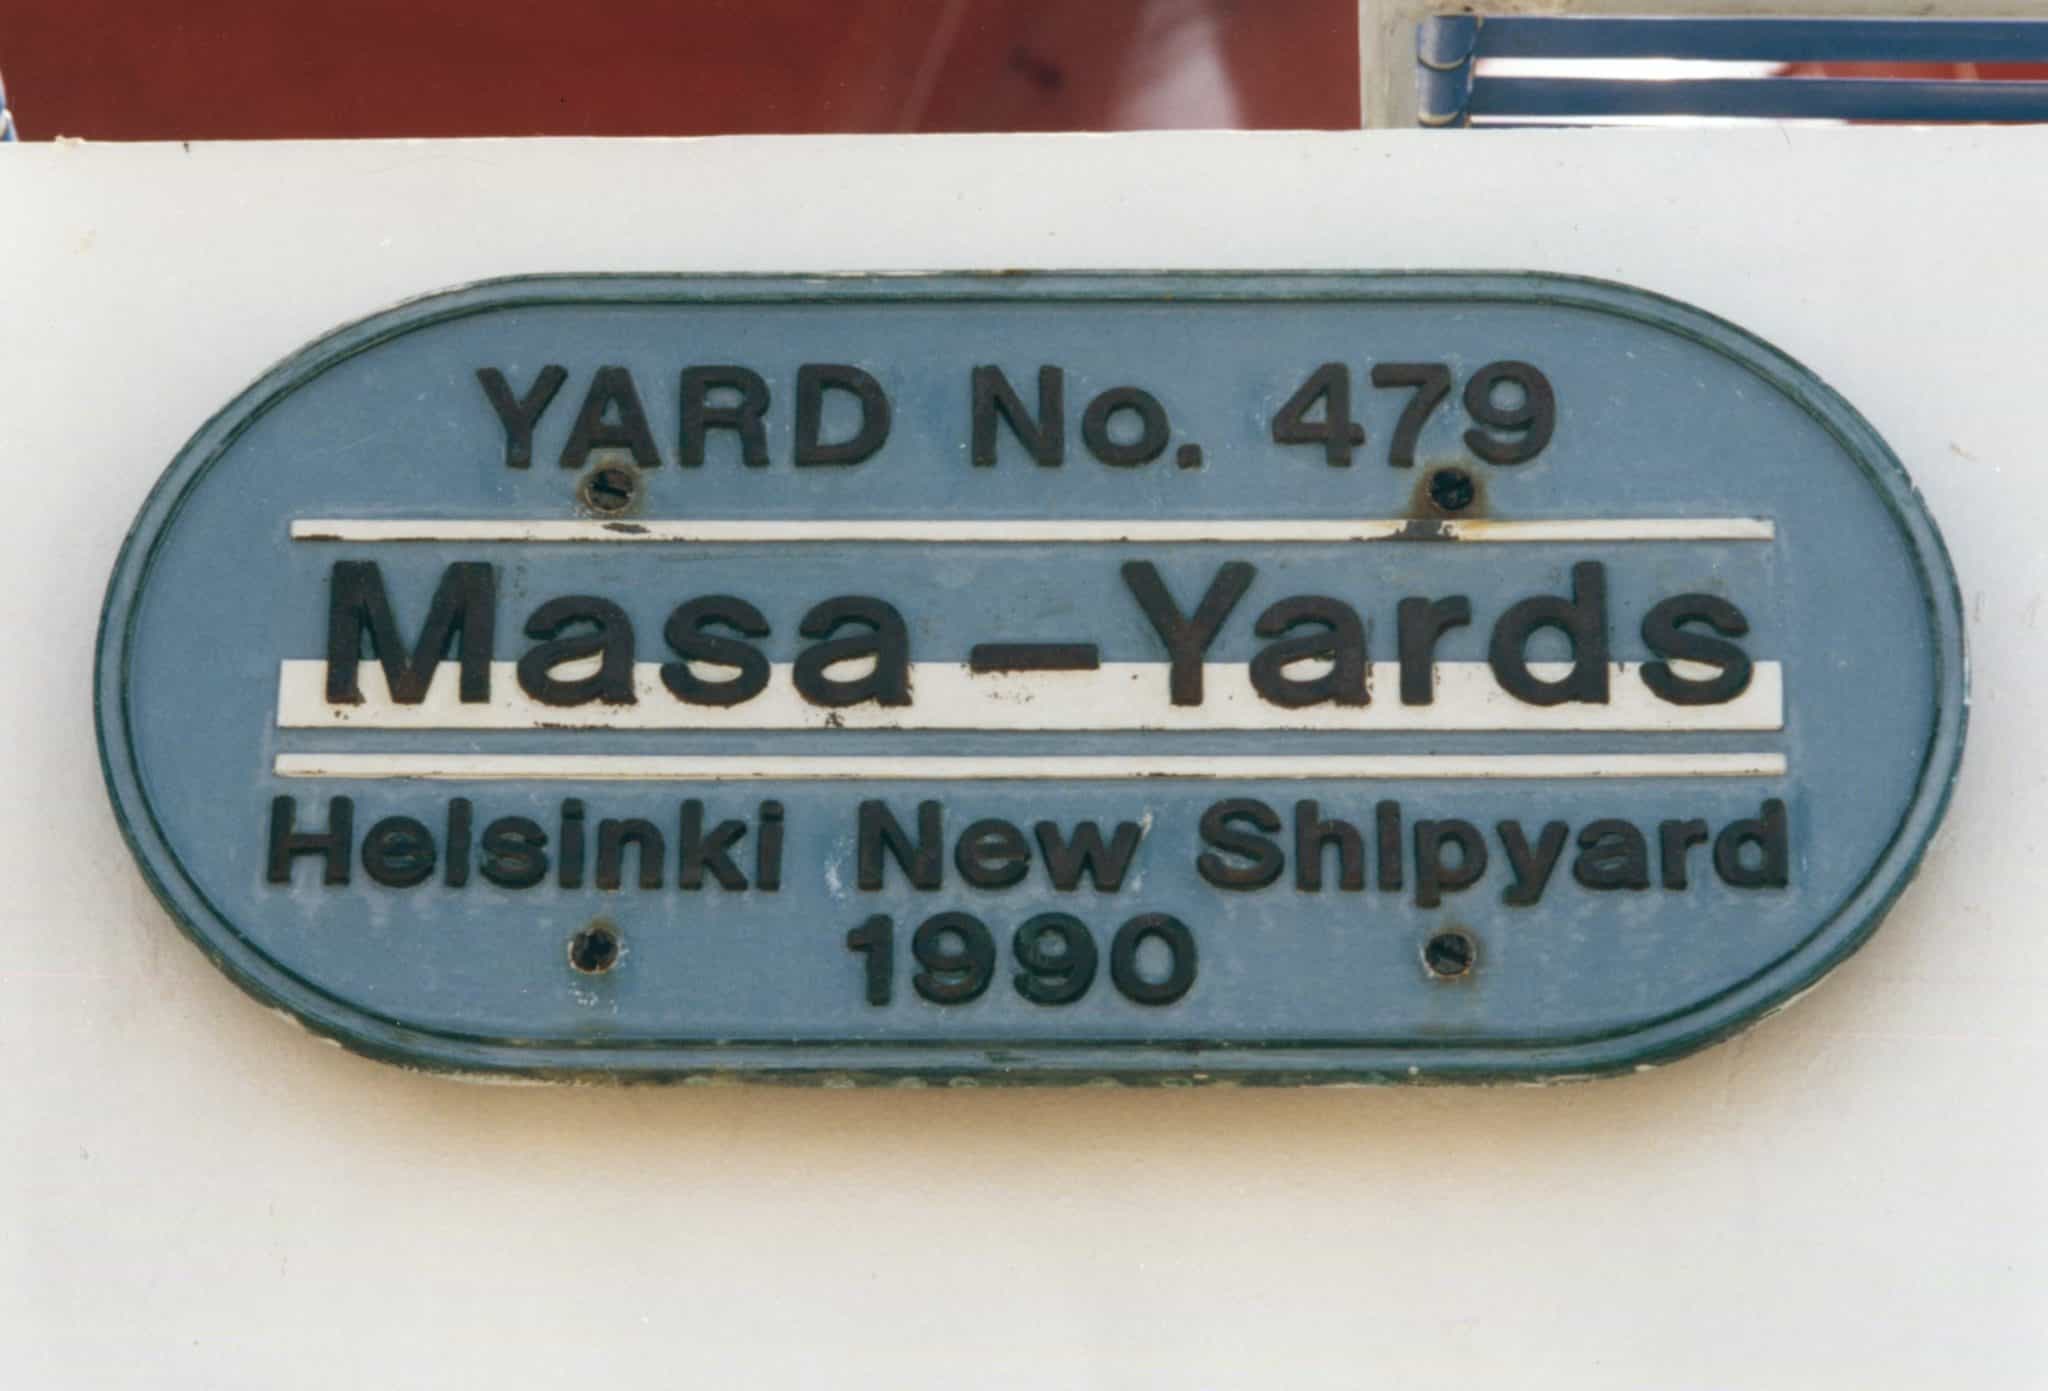 YARD No. 479
Masa-Yards
Helsinki New Shipyard
1990